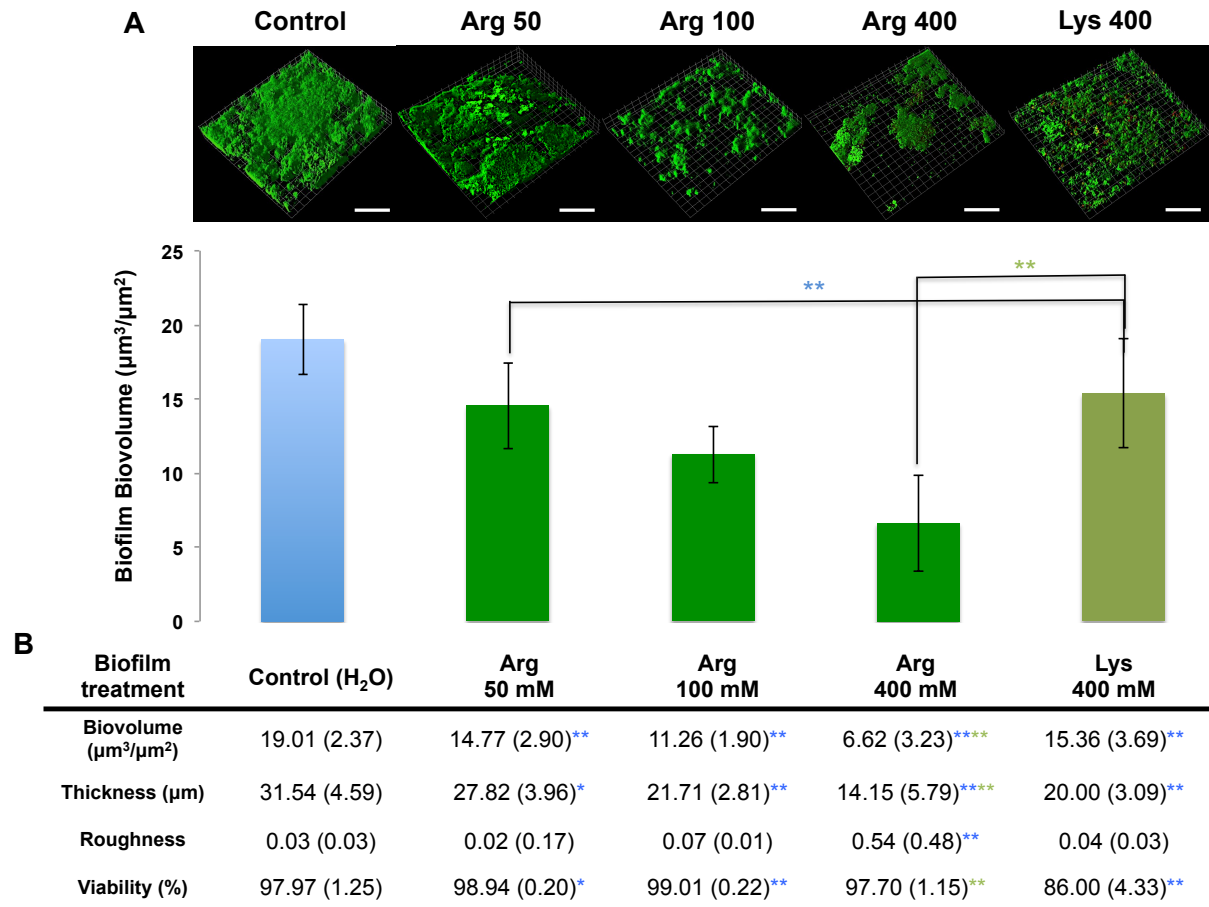 A
Control Arg 50 Arg 100 Arg 400 Lys 400
Biofilm Biovolume (µm³/µm²)
25
20
15
10
5
0
**
**
B
Biofilm treatment Control (H₂O) Arg 50 mM Arg 100 mM Arg 400 mM Lys 400 mM
Biovolume (µm³/µm²) 19.01 (2.37) 14.77 (2.90)** 11.26 (1.90)** 6.62 (3.23)**** 15.36 (3.69)**
Thickness (µm) 31.54 (4.59) 27.82 (3.96)* 21.71 (2.81)** 14.15 (5.79)**** 20.00 (3.09)**
Roughness 0.03 (0.03) 0.02 (0.17) 0.07 (0.01) 0.54 (0.48)** 0.04 (0.03)
Viability (%) 97.97 (1.25) 98.94 (0.20)* 99.01 (0.22)** 97.70 (1.15)** 86.00 (4.33)**